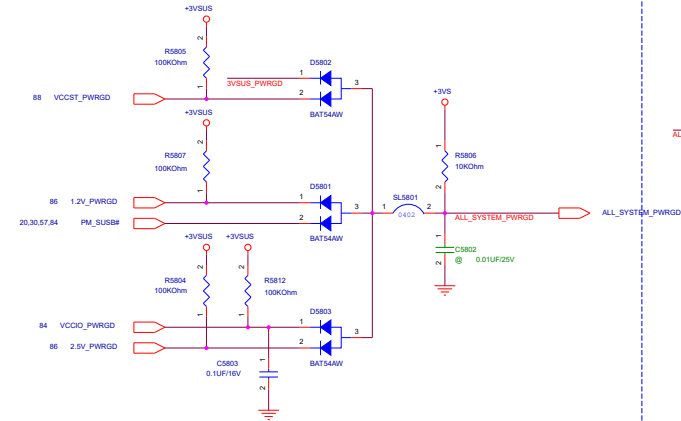 +3VSUS
2
R5805
100KOhm
1
3VSUS_PWRGD
88 VCCST_PWRGD
D5802
1
2
3
BAT54AW
+3VSUS
2
R5807
100KOhm
1
86 1.2V_PWRGD
20,30,57,84 PM_SUSB#
D5801
1
2
3
BAT54AW
+3VS
1
R5806
10KOhm
2
SL5801
1
2
0402
ALL_SYSTEM_PWRGD
ALL_SYSTEM_PWRGD
1
C5802
2
@ 0.01UF/25V
AL
+3VSUS +3VSUS
2
R5804
100KOhm
1
2
R5812
100KOhm
1
84 VCCIO_PWRGD
86 2.5V_PWRGD
D5803
1
2
3
BAT54AW
C5803
0.1UF/16V
1
2